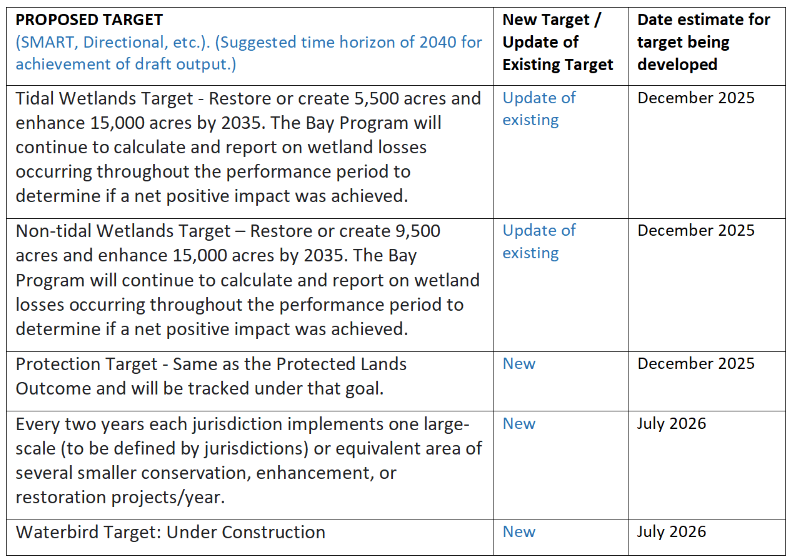 PROPOSED TARGET
(SMART, Directional, etc.). (Suggested time horizon of 2040 for
achievement of draft output.)
New Target /
Update of
Existing Target
Date estimate for
target being
developed
Tidal Wetlands Target - Restore or create 5,500 acres and
enhance 15,000 acres by 2035. The Bay Program will
continue to calculate and report on wetland losses
occurring throughout the performance period to
determine if a net positive impact was achieved.
Update of
existing
December 2025
Non-tidal Wetlands Target – Restore or create 9,500
acres and enhance 15,000 acres by 2035. The Bay
Program will continue to calculate and report on wetland
losses occurring throughout the performance period to
determine if a net positive impact was achieved.
Update of
existing
December 2025
Protection Target - Same as the Protected Lands
Outcome and will be tracked under that goal.
New
December 2025
Every two years each jurisdiction implements one large-
scale (to be defined by jurisdictions) or equivalent area of
several smaller conservation, enhancement, or
restoration projects/year.
New
July 2026
Waterbird Target: Under Construction
New
July 2026